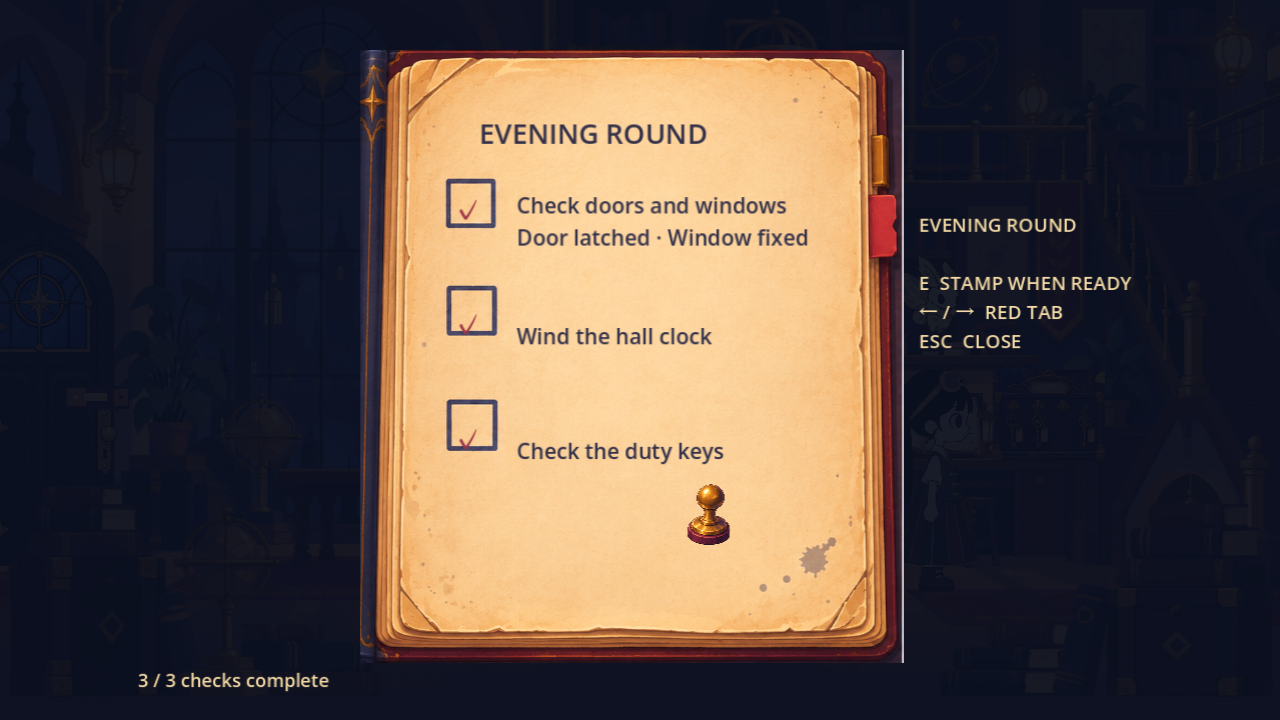 EVENING ROUND
Check doors and windows
Door latched · Window fixed
Wind the hall clock
Check the duty keys
EVENING ROUND
E STAMP WHEN READY
← / → RED TAB
ESC CLOSE
3 / 3 checks complete